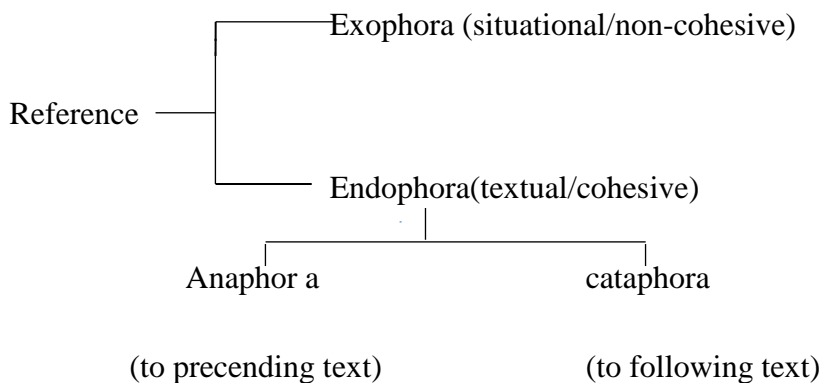 Exophora (situational/non-cohesive)
Reference
Endophora(textual/cohesive)
Anaphor a cataphora
(to precending text) (to following text)